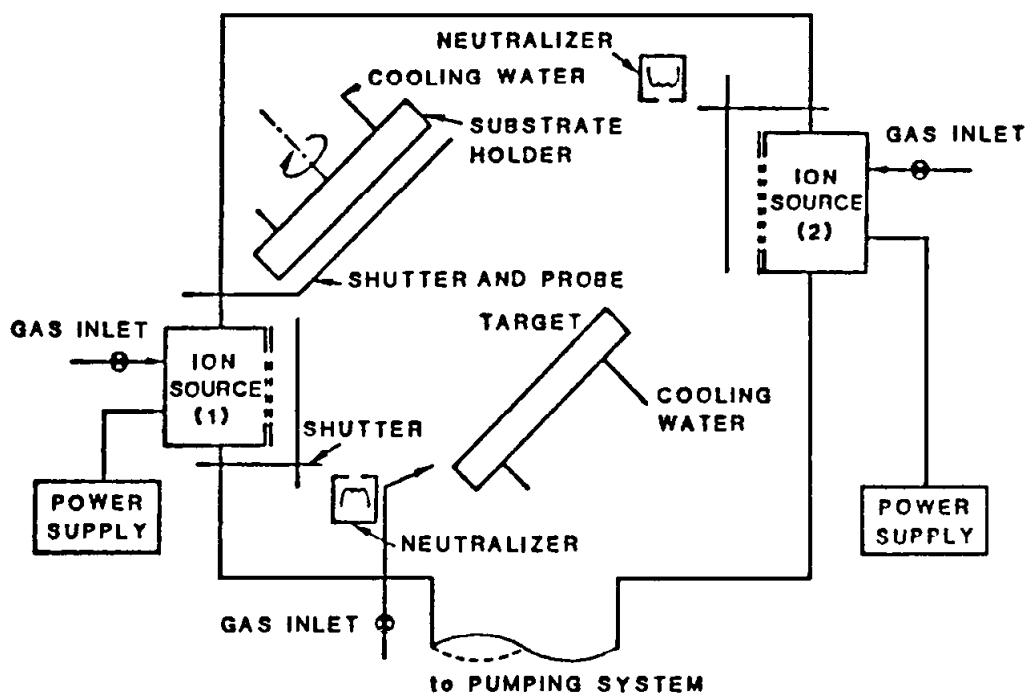 NEUTRALIZER
COOLING WATER
SUBSTRATE
HOLDER
GAS INLET
ION
SOURCE
(2)
SHUTTER AND PROBE
TARGET
GAS INLET
ION
SOURCE
(1)
COOLING
WATER
SHUTTER
POWER
SUPPLY
POWER
SUPPLY
NEUTRALIZER
GAS INLET
to PUMPING SYSTEM